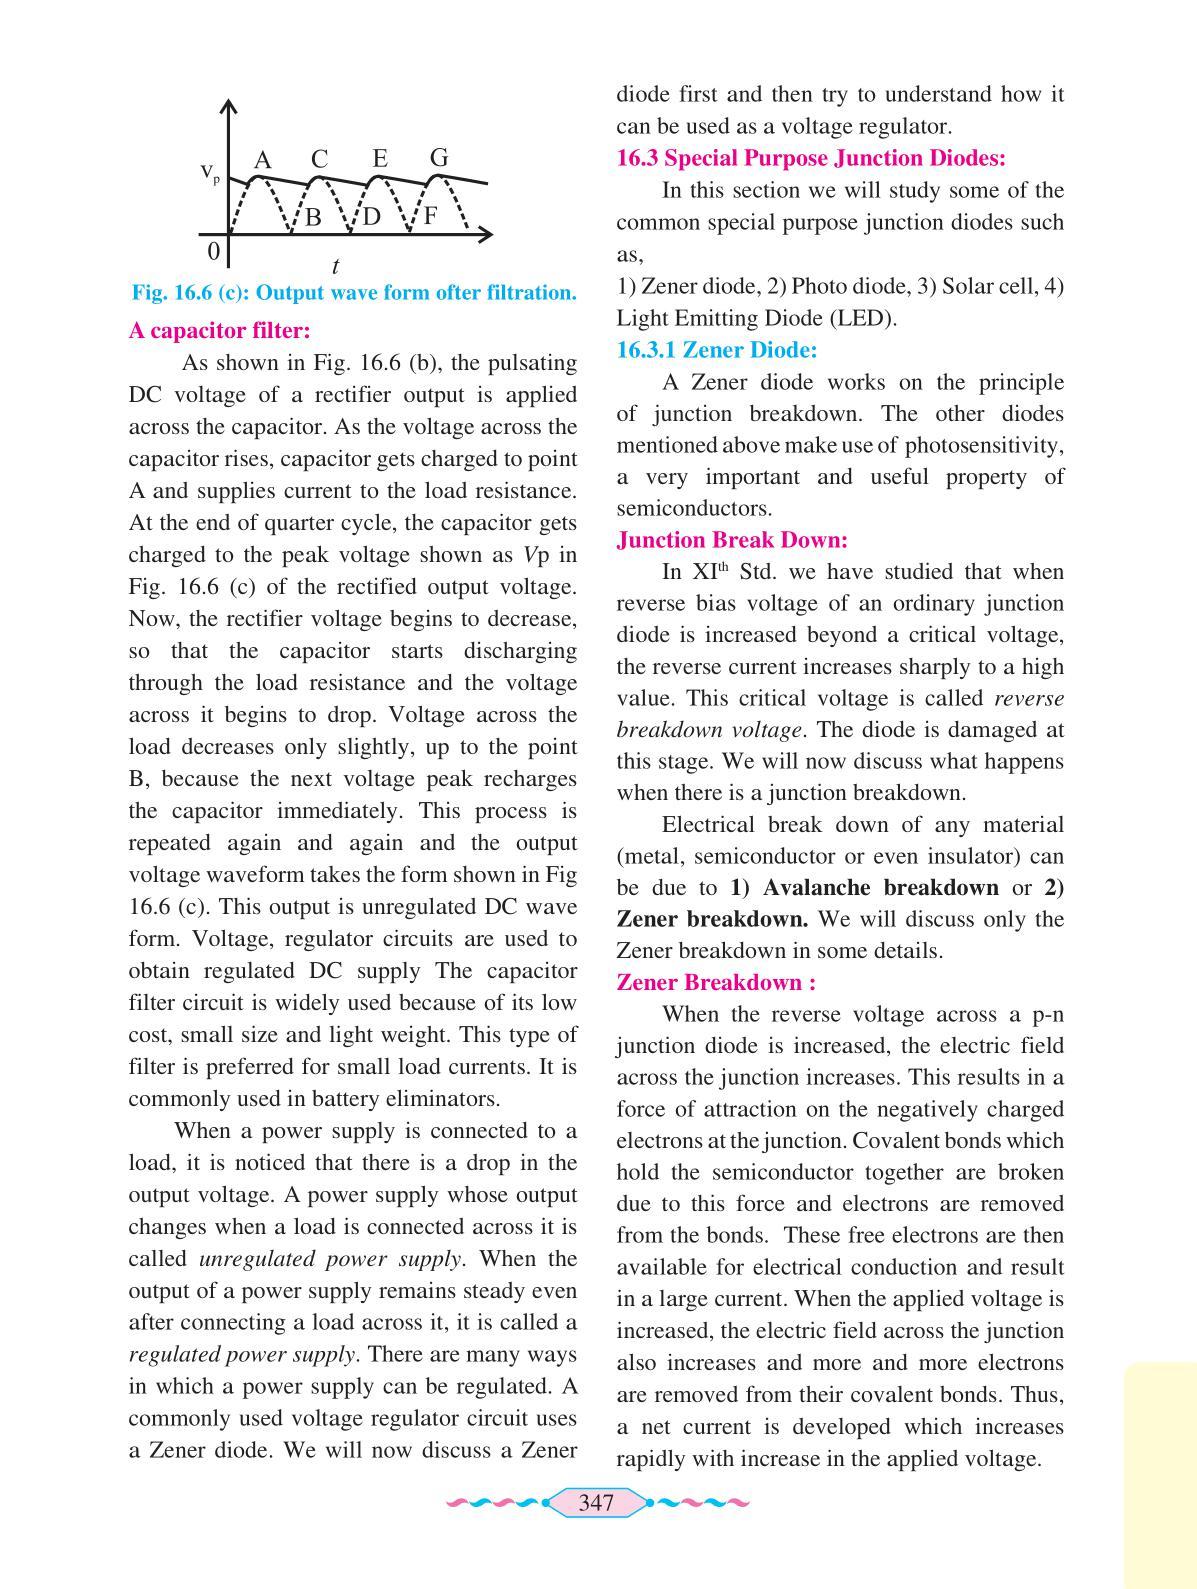 A C E G
Vp
B D F
0
t
Fig. 16.6 (c): Output wave form ofter filtration.
A capacitor filter:
As shown in Fig. 16.6 (b), the pulsating
DC voltage of a rectifier output is applied
across the capacitor. As the voltage across the
capacitor rises, capacitor gets charged to point
A and supplies current to the load resistance.
At the end of quarter cycle, the capacitor gets
charged to the peak voltage shown as Vp in
Fig. 16.6 (c) of the rectified output voltage.
Now, the rectifier voltage begins to decrease,
so that the capacitor starts discharging
through the load resistance and the voltage
across it begins to drop. Voltage across the
load decreases only slightly, up to the point
B, because the next voltage peak recharges
the capacitor immediately. This process is
repeated again and again and the output
voltage waveform takes the form shown in Fig
16.6 (c). This output is unregulated DC wave
form. Voltage, regulator circuits are used to
obtain regulated DC supply The capacitor
filter circuit is widely used because of its low
cost, small size and light weight. This type of
filter is preferred for small load currents. It is
commonly used in battery eliminators.
When a power supply is connected to a
load, it is noticed that there is a drop in the
output voltage. A power supply whose output
changes when a load is connected across it is
called unregulated power supply. When the
output of a power supply remains steady even
after connecting a load across it, it is called a
regulated power supply. There are many ways
in which a power supply can be regulated. A
commonly used voltage regulator circuit uses
a Zener diode. We will now discuss a Zener
diode first and then try to understand how it
can be used as a voltage regulator.
16.3 Special Purpose Junction Diodes:
In this section we will study some of the
common special purpose junction diodes such
as,
1) Zener diode, 2) Photo diode, 3) Solar cell, 4)
Light Emitting Diode (LED).
16.3.1 Zener Diode:
A Zener diode works on the principle
of junction breakdown. The other diodes
mentioned above make use of photosensitivity,
a very important and useful property of
semiconductors.
Junction Break Down:
In XIth Std. we have studied that when
reverse bias voltage of an ordinary junction
diode is increased beyond a critical voltage,
the reverse current increases sharply to a high
value. This critical voltage is called reverse
breakdown voltage. The diode is damaged at
this stage. We will now discuss what happens
when there is a junction breakdown.
Electrical break down of any material
(metal, semiconductor or even insulator) can
be due to 1) Avalanche breakdown or 2)
Zener breakdown. We will discuss only the
Zener breakdown in some details.
Zener Breakdown :
When the reverse voltage across a p-n
junction diode is increased, the electric field
across the junction increases. This results in a
force of attraction on the negatively charged
electrons at the junction. Covalent bonds which
hold the semiconductor together are broken
due to this force and electrons are removed
from the bonds. These free electrons are then
available for electrical conduction and result
in a large current. When the applied voltage is
increased, the electric field across the junction
also increases and more and more electrons
are removed from their covalent bonds. Thus,
a net current is developed which increases
rapidly with increase in the applied voltage.
347